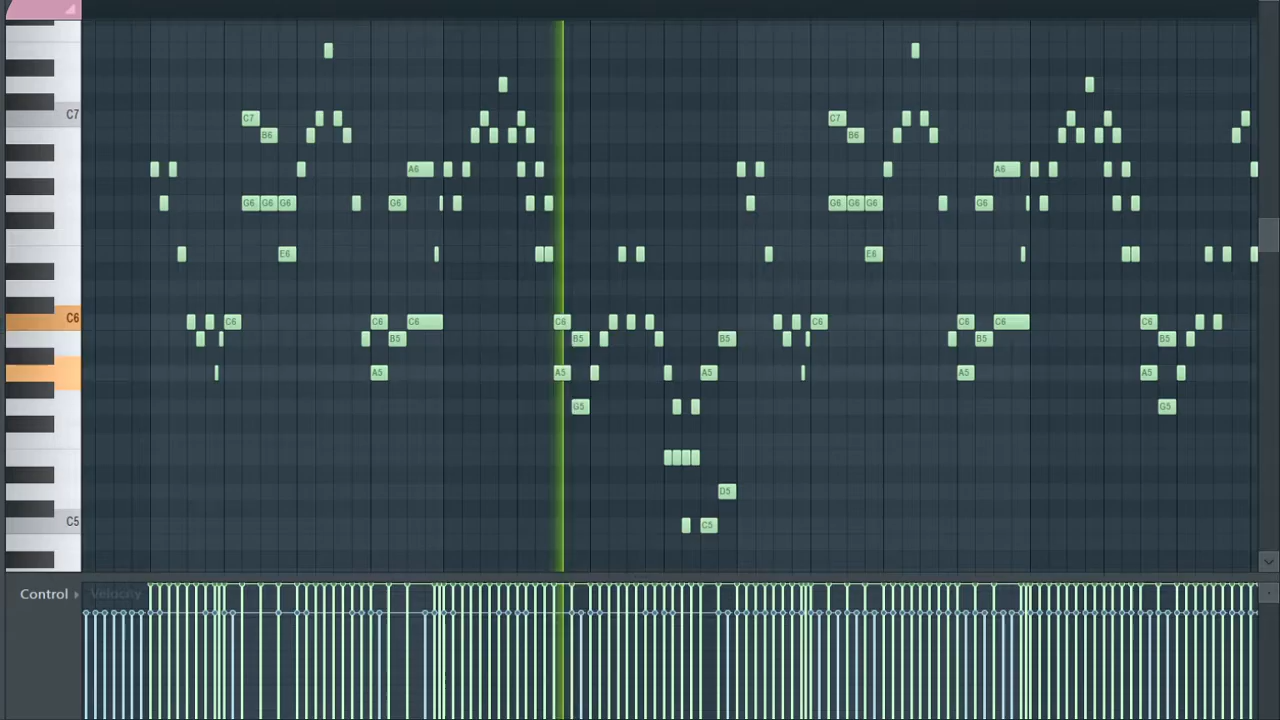 C7
C7 C7
B6 B6
A6 A6
G6 G6 G6 G6 G6 G6 G6 G6
E6 E6
C6
C6 C6 C6 C6 C6 C6 C6 C6
B5 B5 B5 B5 B5
A5 A5 A5 A5 A5
G5 G5
D5
C5
C5
Control
Velocity